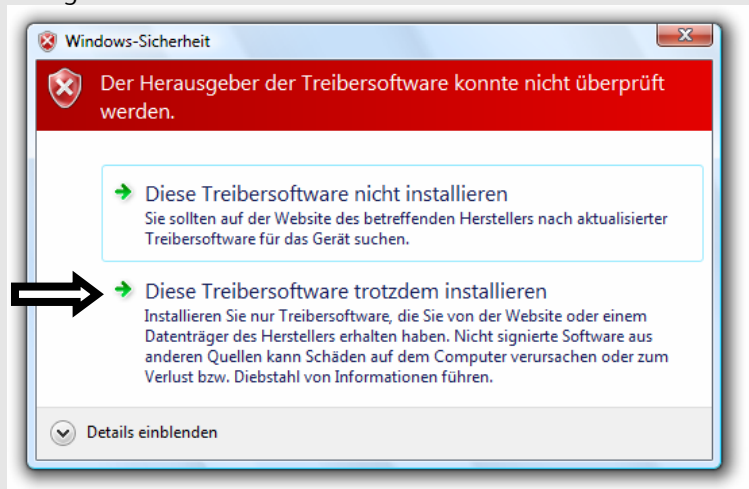 Windows-Sicherheit
Der Herausgeber der Treibersoftware konnte nicht überprüft
werden.
Diese Treibersoftware nicht installieren
Sie sollten auf der Website des betreffenden Herstellers nach aktualisierter
Treibersoftware für das Gerät suchen.
Diese Treibersoftware trotzdem installieren
Installieren Sie nur Treibersoftware, die Sie von der Website oder einem
Datenträger des Herstellers erhalten haben. Nicht signierte Software aus
anderen Quellen kann Schäden auf dem Computer verursachen oder zum
Verlust bzw. Diebstahl von Informationen führen.
Details einblenden